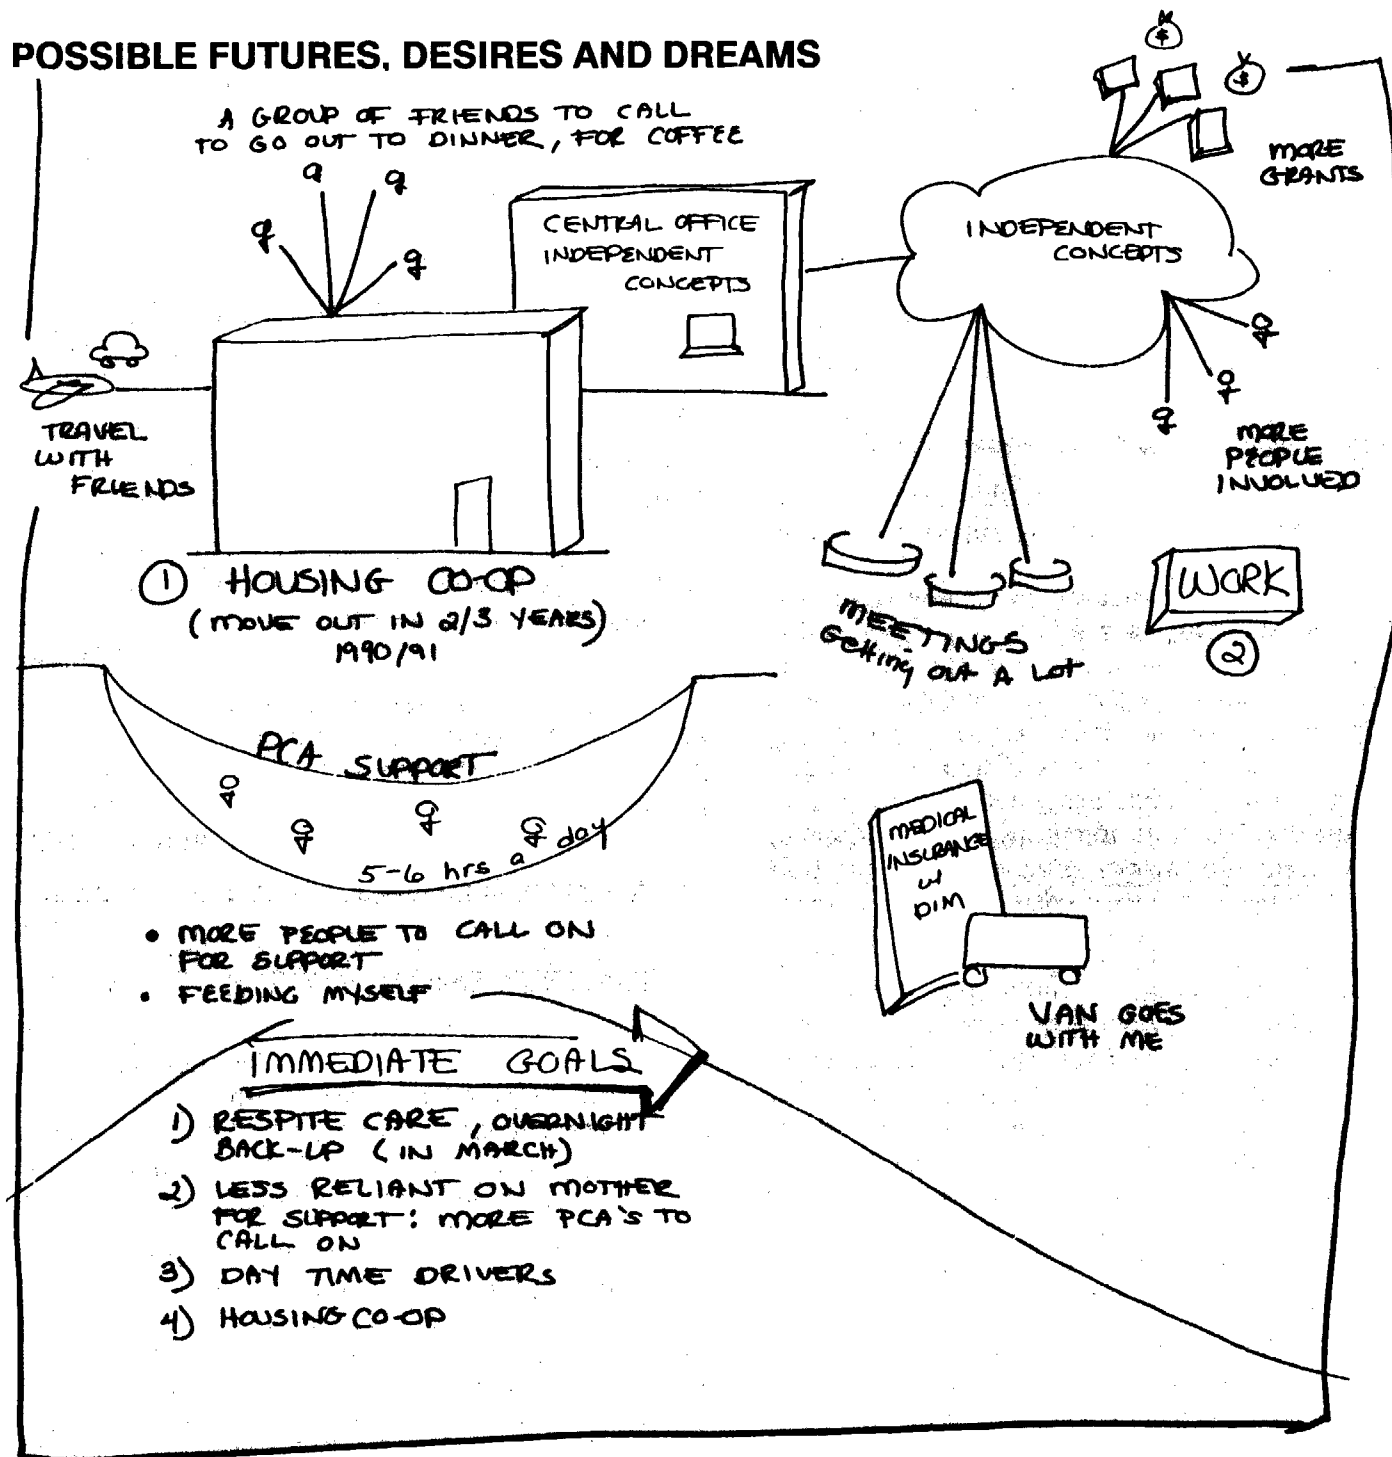 POSSIBLE FUTURES, DESIRES AND DREAMS
A GROUP OF FRIENDS TO CALL
TO GO OUT TO DINNER, FOR COFFEE
$
$
MORE
GRANTS
CENTRAL OFFICE
INDEPENDENT
CONCEPTS
INDEPENDENT
CONCEPTS
TRAVEL
WITH
FRIENDS
MORE
PEOPLE
INVOLVED
1 HOUSING CO-OP
(MOVE OUT IN 2/3 YEARS)
1990/91
MEETINGS
Getting out A Lot
WORK
2
PCA SUPPORT
5-6 hrs a day
MEDICAL
INSURANCE
w/
DIM
VAN GOES
WITH ME
• MORE PEOPLE TO CALL ON
FOR SUPPORT
• FEEDING MYSELF
IMMEDIATE GOALS
1) RESPITE CARE, OVERNIGHT
BACK-UP (IN MARCH)
2) LESS RELIANT ON MOTHER
FOR SUPPORT: MORE PCA'S TO
CALL ON
3) DAY TIME DRIVERS
4) HOUSING CO-OP